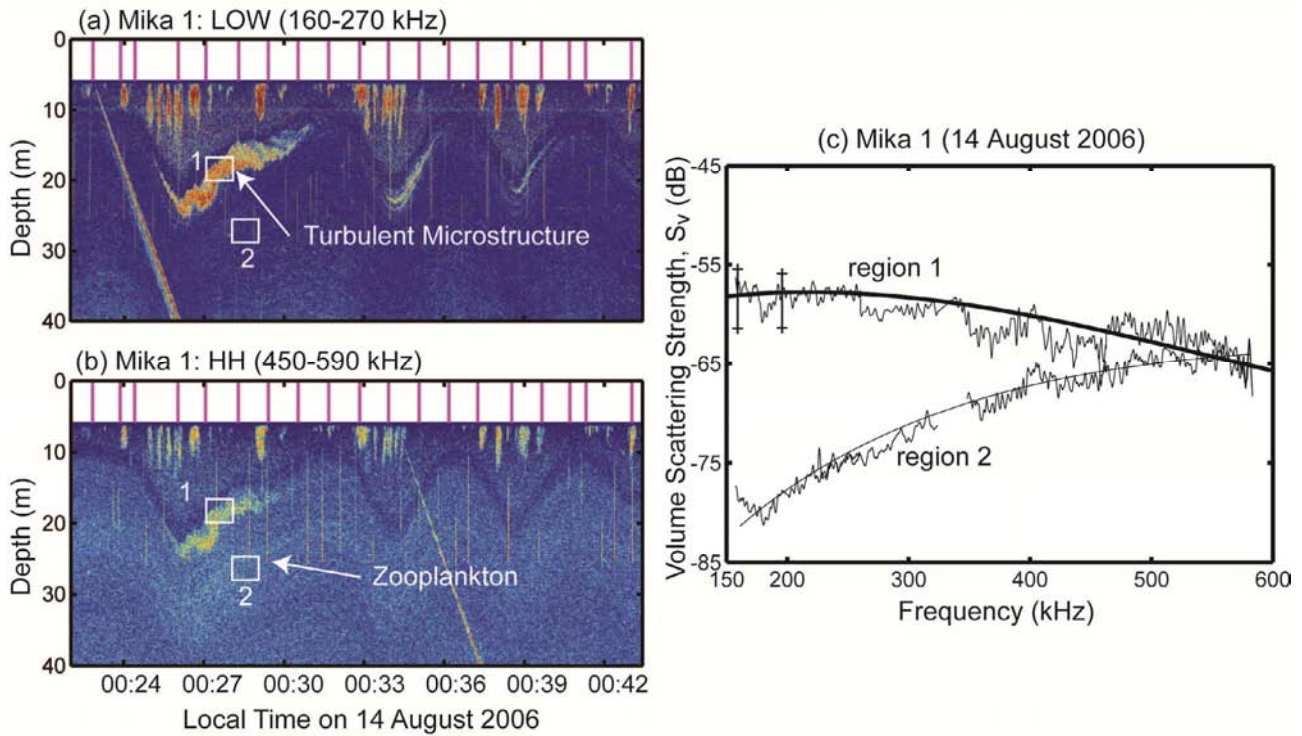 (a) Mika 1: LOW (160-270 kHz)
0
10
20
30
40
Depth (m)
1
2
Turbulent Microstructure
(b) Mika 1: HH (450-590 kHz)
0
10
20
30
40
Depth (m)
1
2
Zooplankton
00:24 00:27 00:30 00:33 00:36 00:39 00:42
Local Time on 14 August 2006
(c) Mika 1 (14 August 2006)
-45
-55
-65
-75
-85
Volume Scattering Strength, Sv (dB)
region 1
region 2
150 200 300 400 500 600
Frequency (kHz)